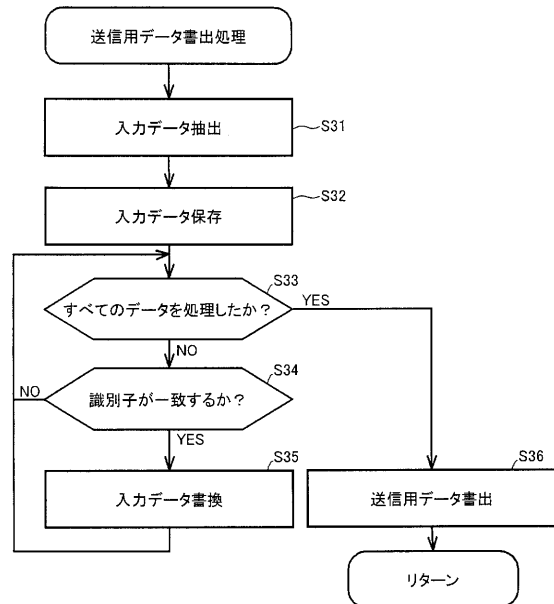 送信用データ書出処理
入力データ抽出
S31
入力データ保存
S32
すべてのデータを処理したか？
S33
YES
NO
識別子が一致するか？
S34
NO
YES
入力データ書換
S35
送信用データ書出
S36
リターン